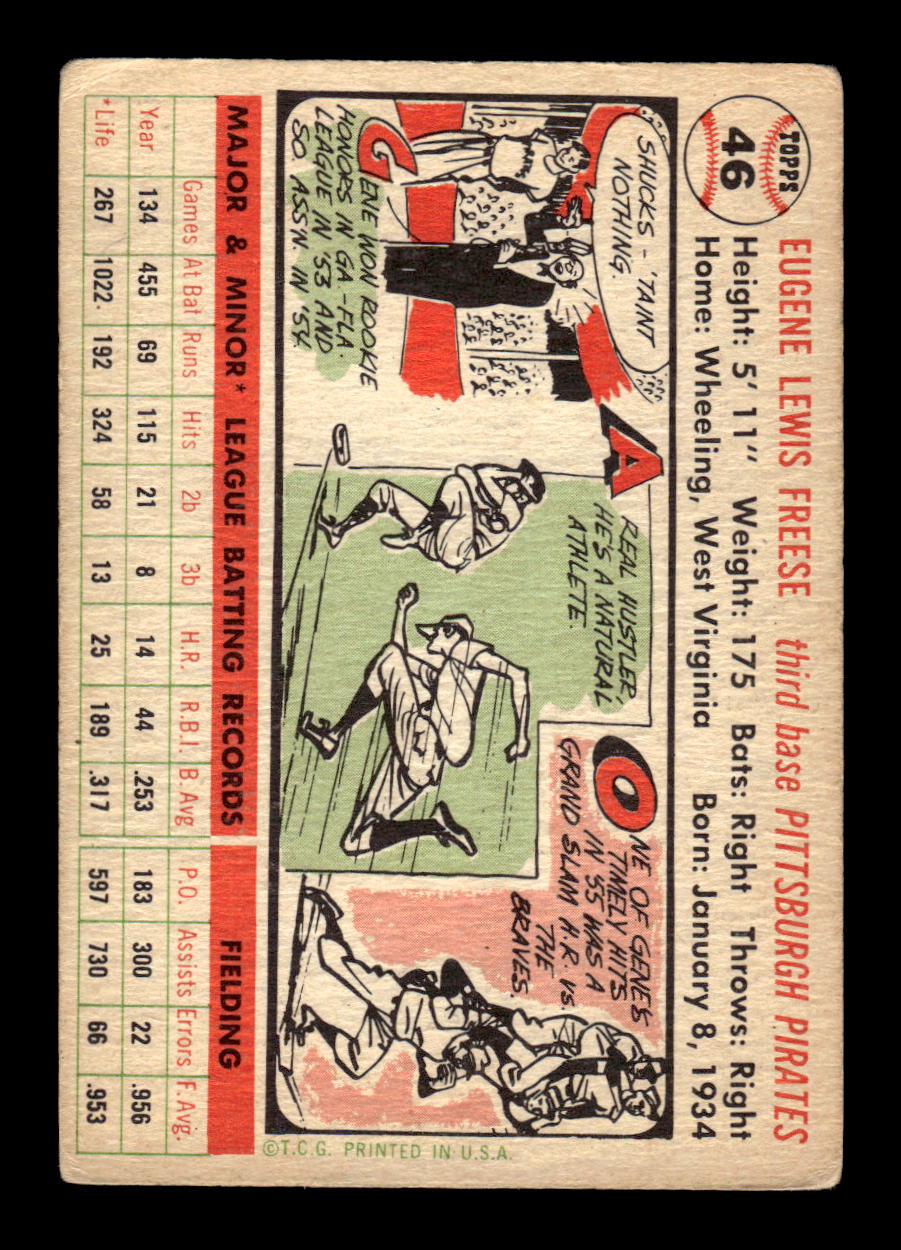 TOPPS
46
EUGENE LEWIS FREESE third base PITTSBURGH PIRATES
Height: 5' 11" Weight: 175 Bats: Right Throws: Right
Home: Wheeling, West Virginia Born: January 8, 1934
SHUCKS - 'TAINT
NOTHING
GENE WON ROOKIE
HONORS IN GA-FLA.
LEAGUE IN '53 AND
SO. ASS'N. IN '54.
A
REAL HUSTLER,
HE'S A NATURAL
ATHLETE
ONE OF GENE'S
TIMELY HITS
IN '55 WAS A
GRAND SLAM H.R. VS.
THE
BRAVES.
MAJOR & MINOR* LEAGUE BATTING RECORDS FIELDING
Games At Bat Runs Hits 2b 3b H.R. R.B.I. B. Avg P.O. Assists Errors F. Avg.
Year 134 455 69 115 21 8 14 44 .253 183 300 22 .956
*Life 267 1022 192 324 58 13 25 189 .317 597 730 66 .953
©T.C.G. PRINTED IN U.S.A.